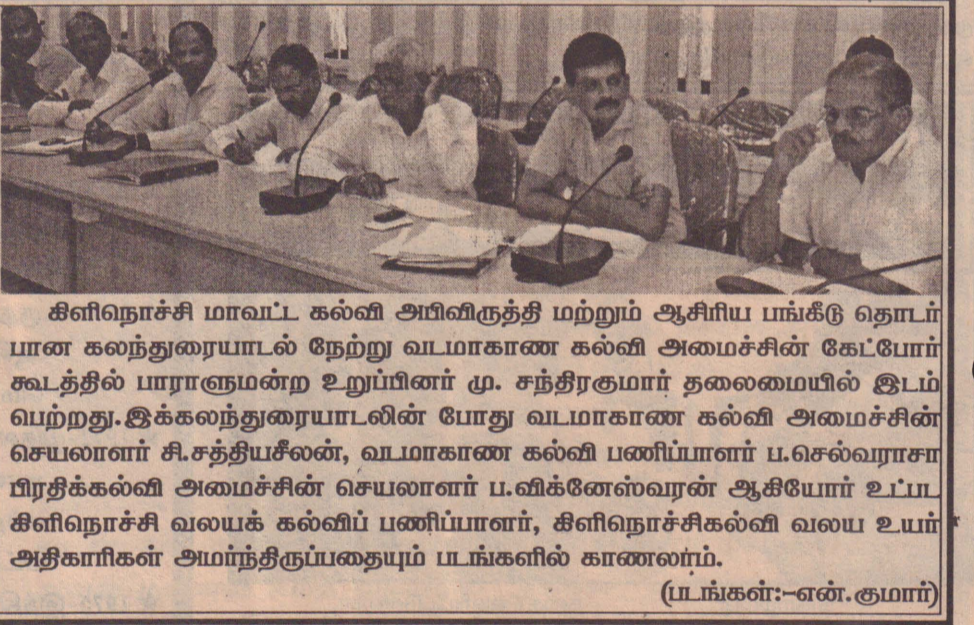 கிளிநொச்சி மாவட்ட கல்வி அபிவிருத்தி மற்றும் ஆசிரிய பங்கீடு தொடர்
பான கலந்துரையாடல் நேற்று வடமாகாண கல்வி அமைச்சின் கேட்போர்
கூடத்தில் பாராளுமன்ற உறுப்பினர் மு. சந்திரகுமார் தலைமையில் இடம்
பெற்றது.இக்கலந்துரையாடலின் போது வடமாகாண கல்வி அமைச்சின்
செயலாளர் சி.சத்தியசீலன், வடமாகாண கல்வி பணிப்பாளர் ப.செல்வராசா
பிரதிக்கல்வி அமைச்சின் செயலாளர் ப.விக்னேஸ்வரன் ஆகியோர் உட்பட
கிளிநொச்சி வலயக் கல்விப் பணிப்பாளர், கிளிநொச்சிகல்வி வலய உயர்
அதிகாரிகள் அமர்ந்திருப்பதையும் படங்களில் காணலாம்.
(படங்கள்:-என்.குமார்)